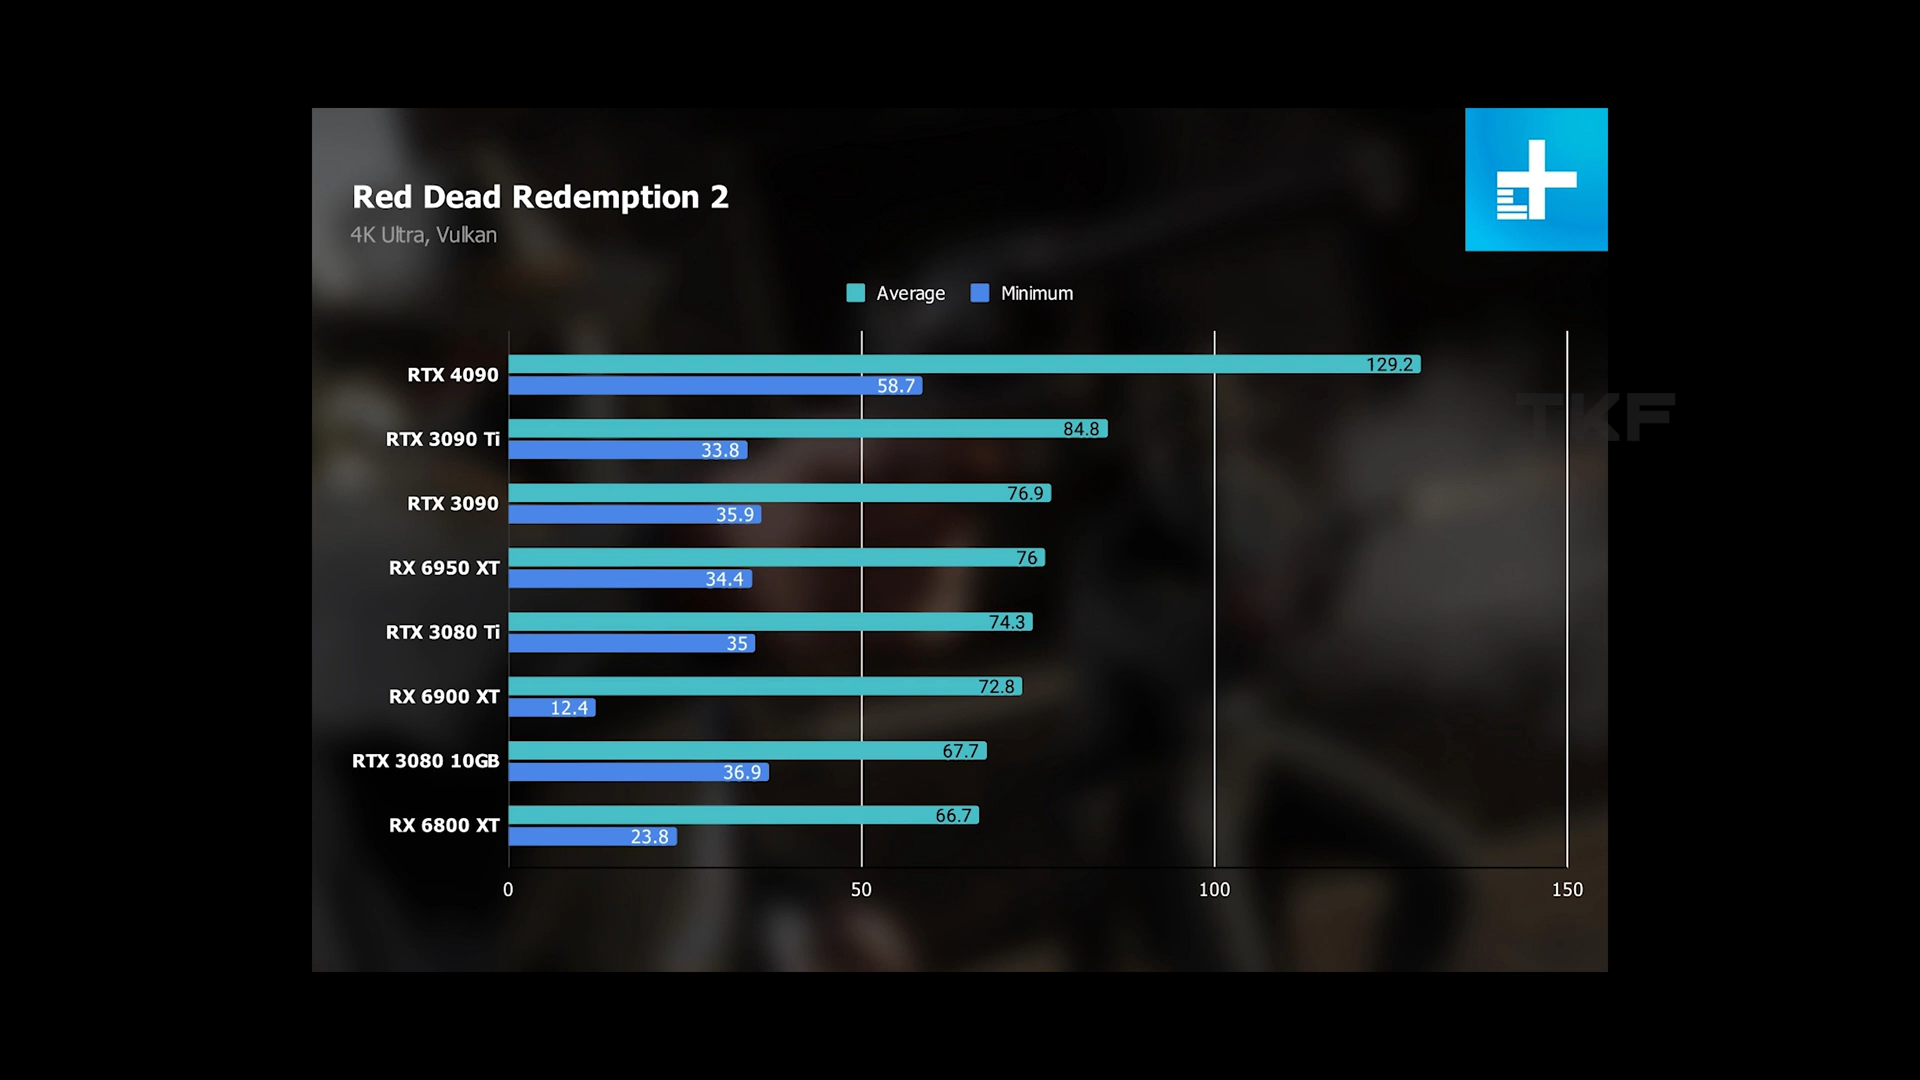 Red Dead Redemption 2
4K Ultra, Vulkan
Average Minimum
RTX 4090 129.2
58.7
TKF
RTX 3090 Ti 84.8
33.8
RTX 3090 76.9
35.9
RX 6950 XT 76
34.4
RTX 3080 Ti 74.3
35
RX 6900 XT 72.8
12.4
RTX 3080 10GB 67.7
36.9
RX 6800 XT 66.7
23.8
0 50 100 150